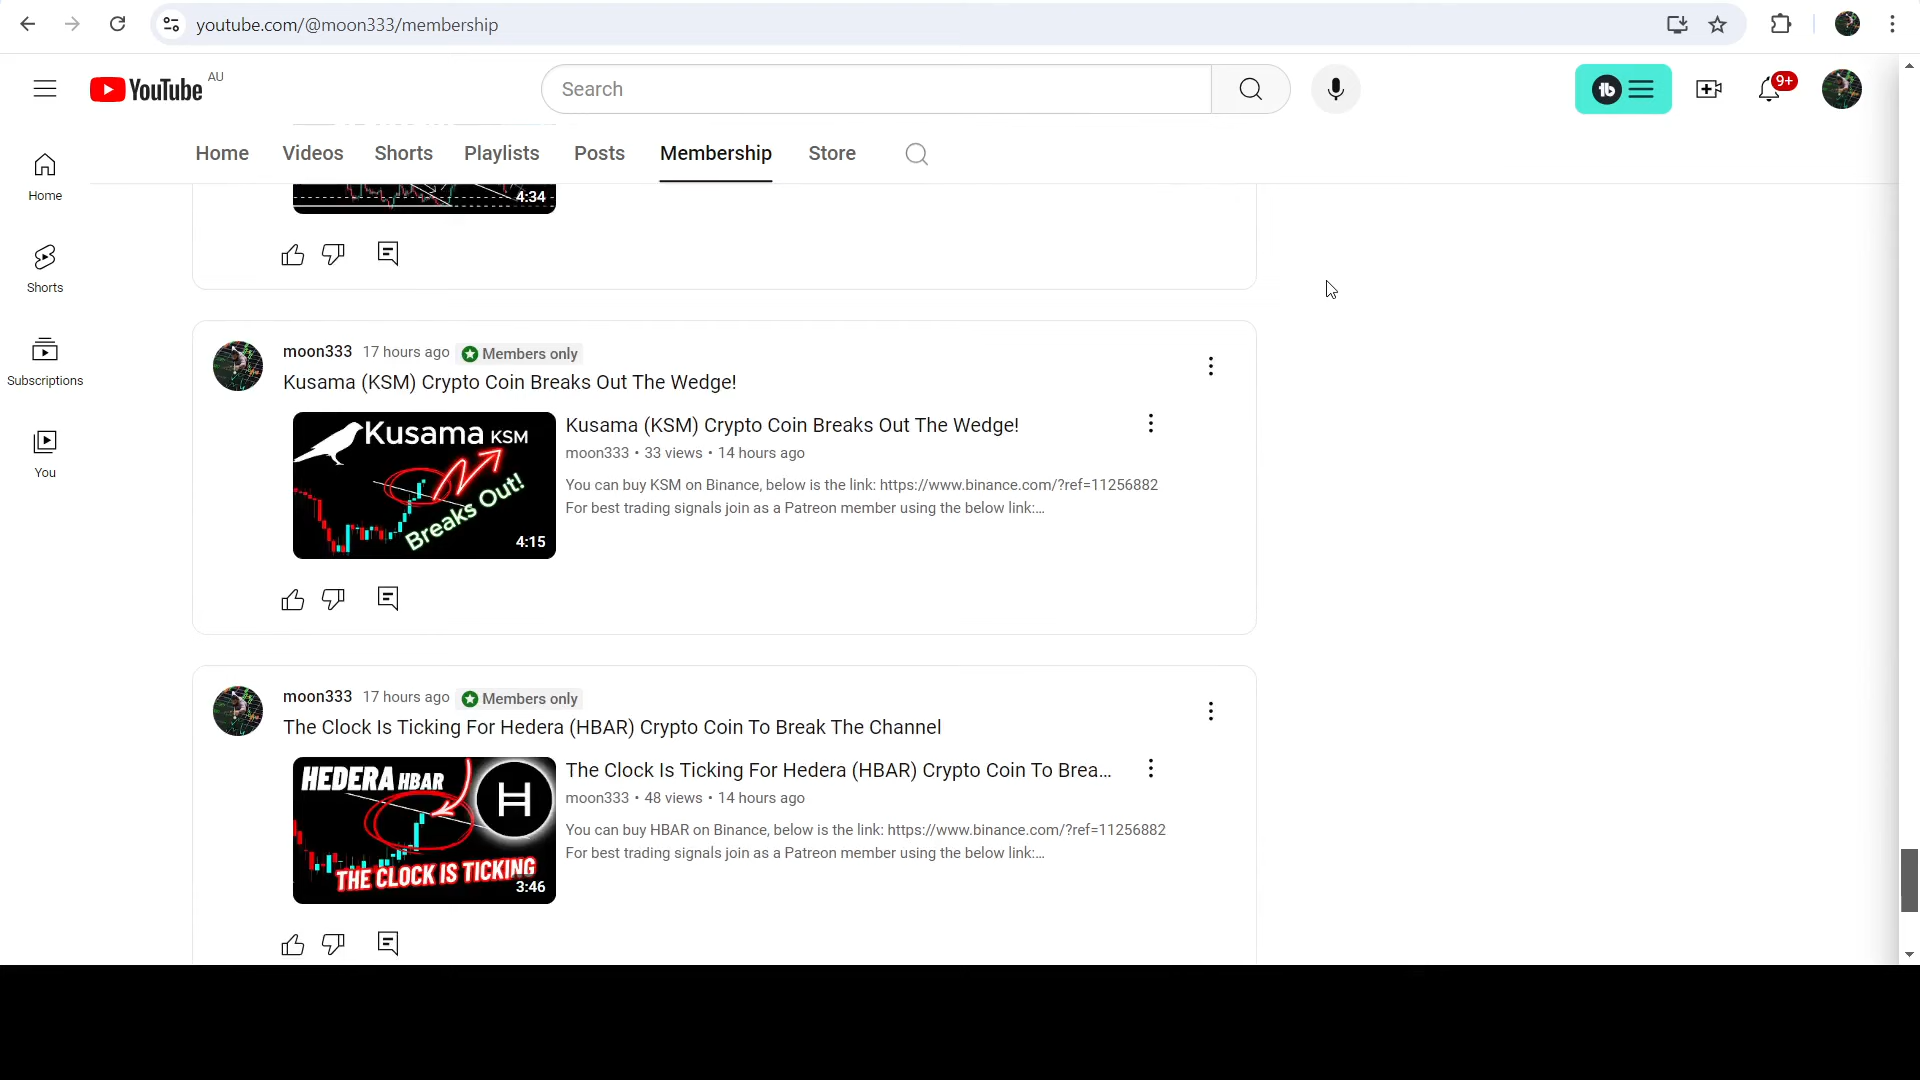 youtube.com/@moon333/membership
YouTube AU
Search
9+
Home Videos Shorts Playlists Posts Membership Store
Home
Shorts
Subscriptions
You
4:34
moon333 17 hours ago Members only
Kusama (KSM) Crypto Coin Breaks Out The Wedge!
Kusama KSM
Breaks Out!
4:15
Kusama (KSM) Crypto Coin Breaks Out The Wedge!
moon333 • 33 views • 14 hours ago
You can buy KSM on Binance, below is the link: https://www.binance.com/?ref=11256882
For best trading signals join as a Patreon member using the below link:...
moon333 17 hours ago Members only
The Clock Is Ticking For Hedera (HBAR) Crypto Coin To Break The Channel
HEDERA HBAR
H
THE CLOCK IS TICKING
3:46
The Clock Is Ticking For Hedera (HBAR) Crypto Coin To Brea...
moon333 • 48 views • 14 hours ago
You can buy HBAR on Binance, below is the link: https://www.binance.com/?ref=11256882
For best trading signals join as a Patreon member using the below link:...